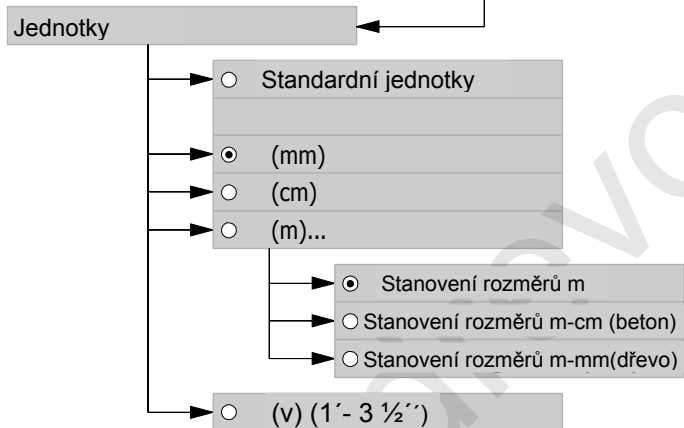 Jednotky
Standardní jednotky
(mm)
(cm)
(m)...
Stanovení rozměrů m
Stanovení rozměrů m-cm (beton)
Stanovení rozměrů m-mm(dřevo)
(v) (1´- 3 ½´´)